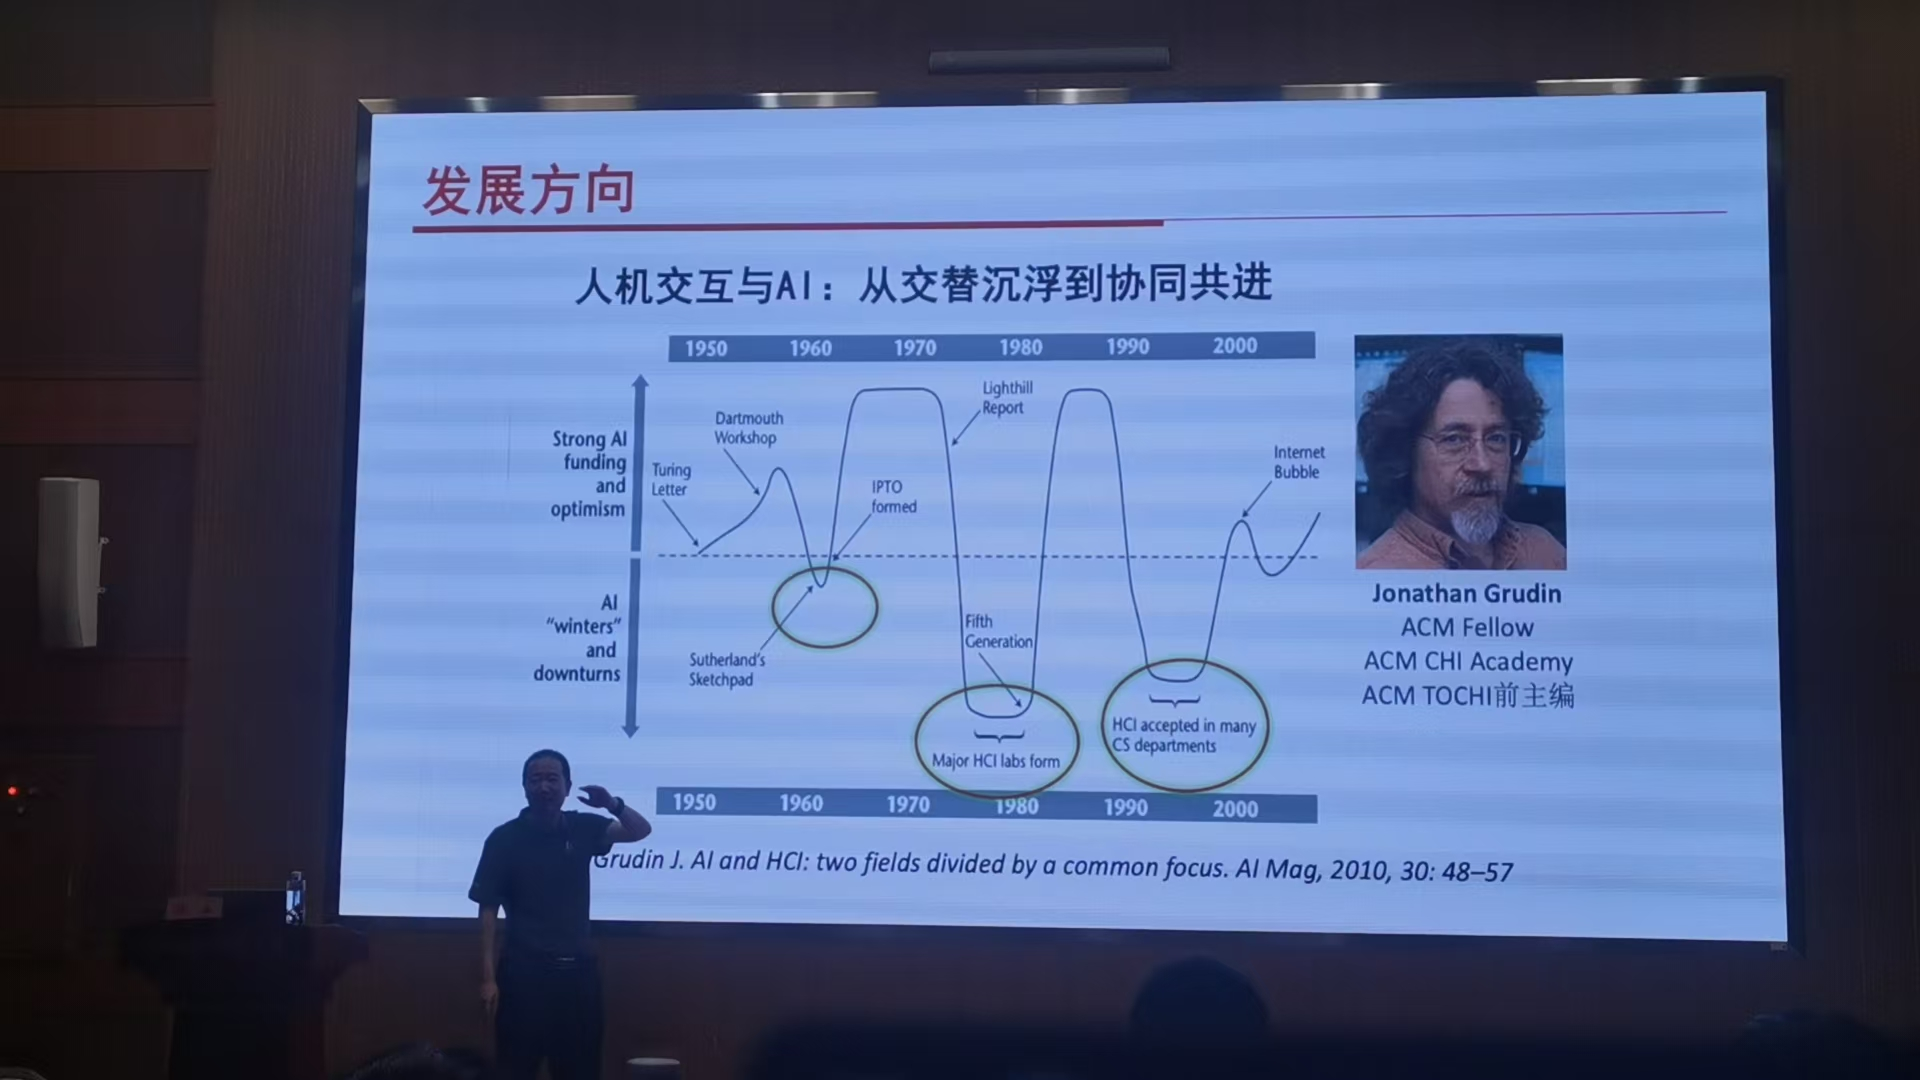 发展方向
人机交互与AI：从交替沉浮到协同共进
1950 1960 1970 1980 1990 2000
Strong AI
funding
and
optimism
AI
“winters”
and
downturns
Turing
Letter
Dartmouth
Workshop
Sutherland's
Sketchpad
IPTO
formed
Lighthill
Report
Fifth
Generation
Major HCI labs form
HCI accepted in many
CS departments
Internet
Bubble
1950 1960 1970 1980 1990 2000
Jonathan Grudin
ACM Fellow
ACM CHI Academy
ACM TOCHI前主编
Grudin J. AI and HCI: two fields divided by a common focus. AI Mag, 2010, 30: 48–57